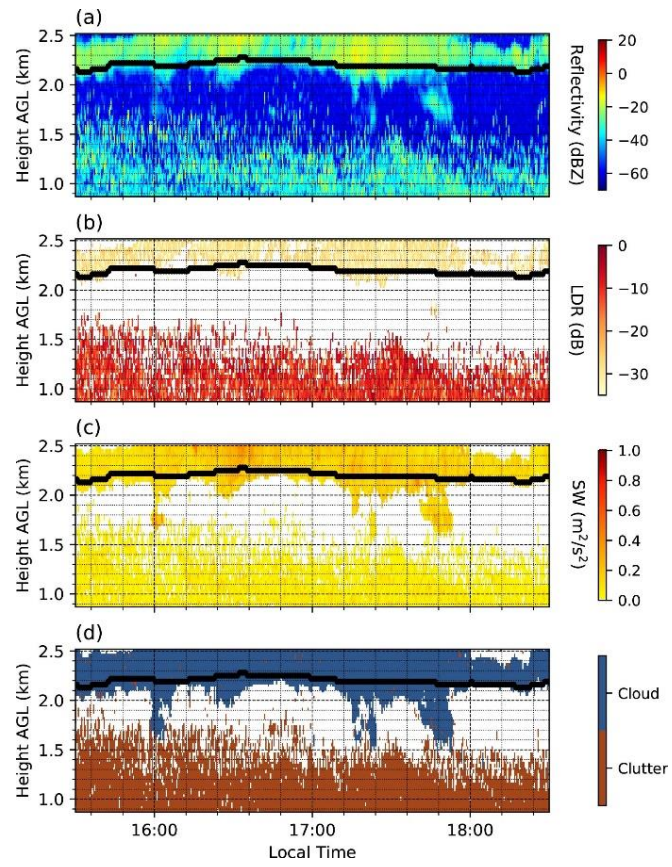 (a)
2.5
2.0
1.5
1.0
Height AGL (km)
20
0
−20
−40
−60
Reflectivity (dBZ)
(b)
2.5
2.0
1.5
1.0
Height AGL (km)
0
−10
−20
−30
LDR (dB)
(c)
2.5
2.0
1.5
1.0
Height AGL (km)
1.0
0.8
0.6
0.4
0.2
0.0
SW (m²/s²)
(d)
2.5
2.0
1.5
1.0
Height AGL (km)
Cloud
Clutter
16:00 17:00 18:00
Local Time